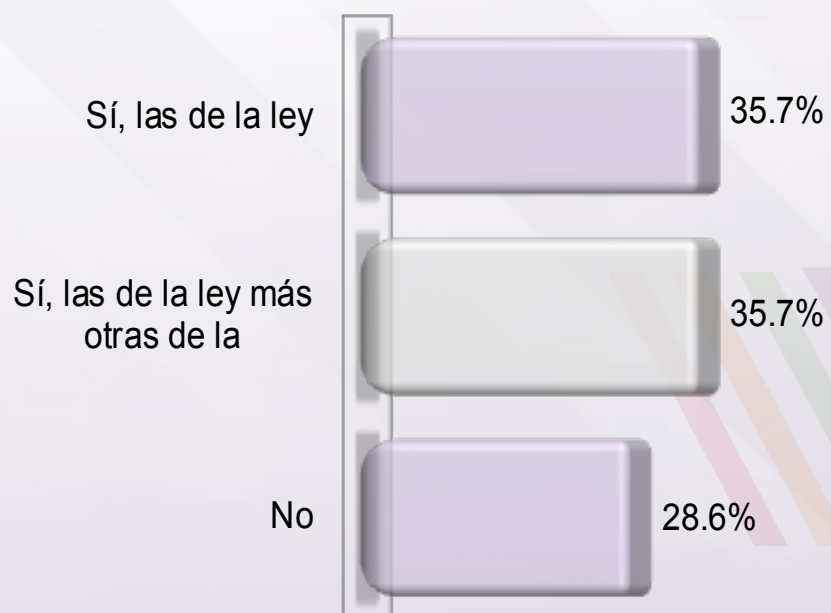 Sí, las de la ley
35.7%
Sí, las de la ley más
otras de la
35.7%
No
28.6%